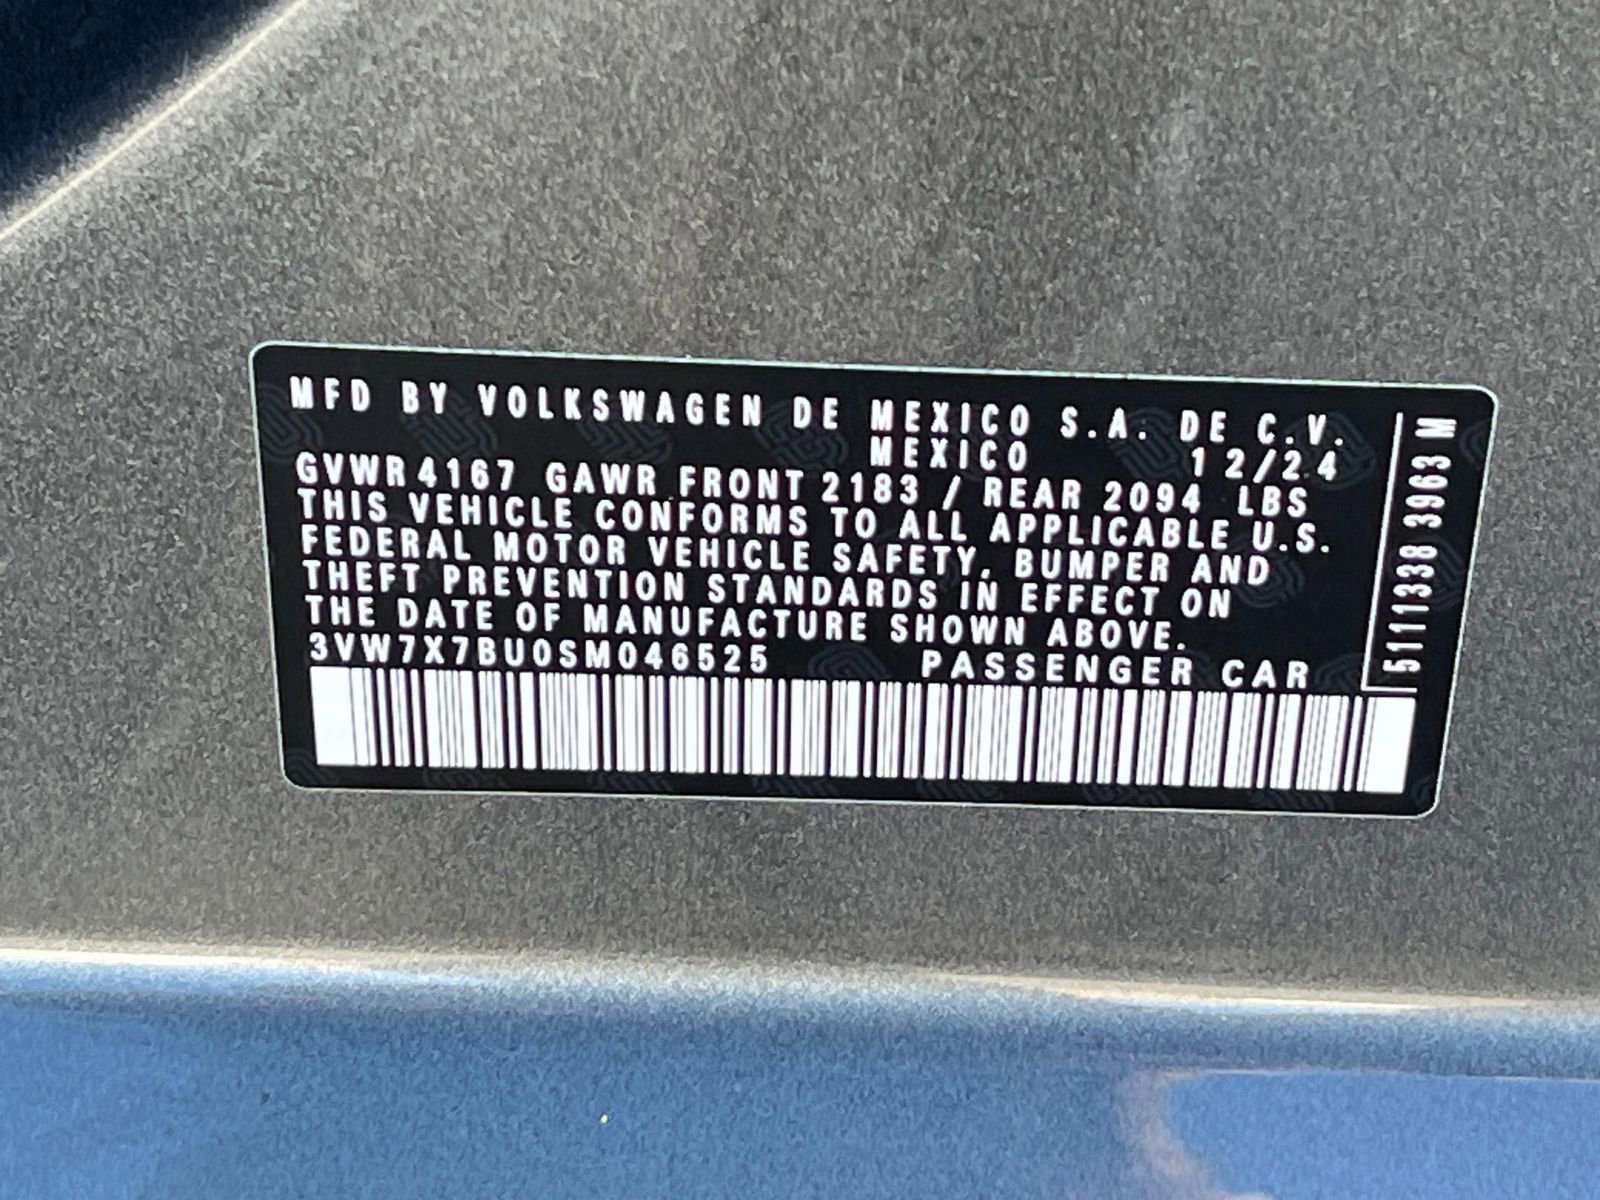 MFD BY VOLKSWAGEN DE MEXICO S.A. DE C.V.
MEXICO 12/24
GVWR 4167 GAWR FRONT 2183 / REAR 2094 LBS
THIS VEHICLE CONFORMS TO ALL APPLICABLE U.S.
FEDERAL MOTOR VEHICLE SAFETY, BUMPER AND
THEFT PREVENTION STANDARDS IN EFFECT ON
THE DATE OF MANUFACTURE SHOWN ABOVE.
3VW7X7BU0SM046525 PASSENGER CAR
5111338 3963 M